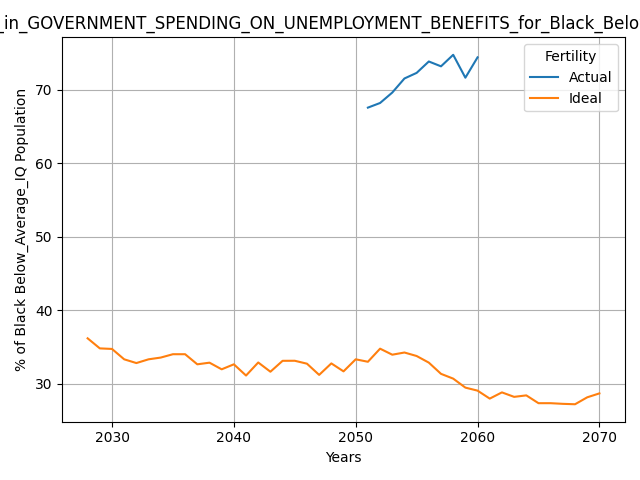 _in_GOVERNMENT_SPENDING_ON_UNEMPLOYMENT_BENEFITS_for_Black_Belo
Fertility
Actual
Ideal
% of Black Below_Average_IQ Population
70
60
50
40
30
2030 2040 2050 2060 2070
Years